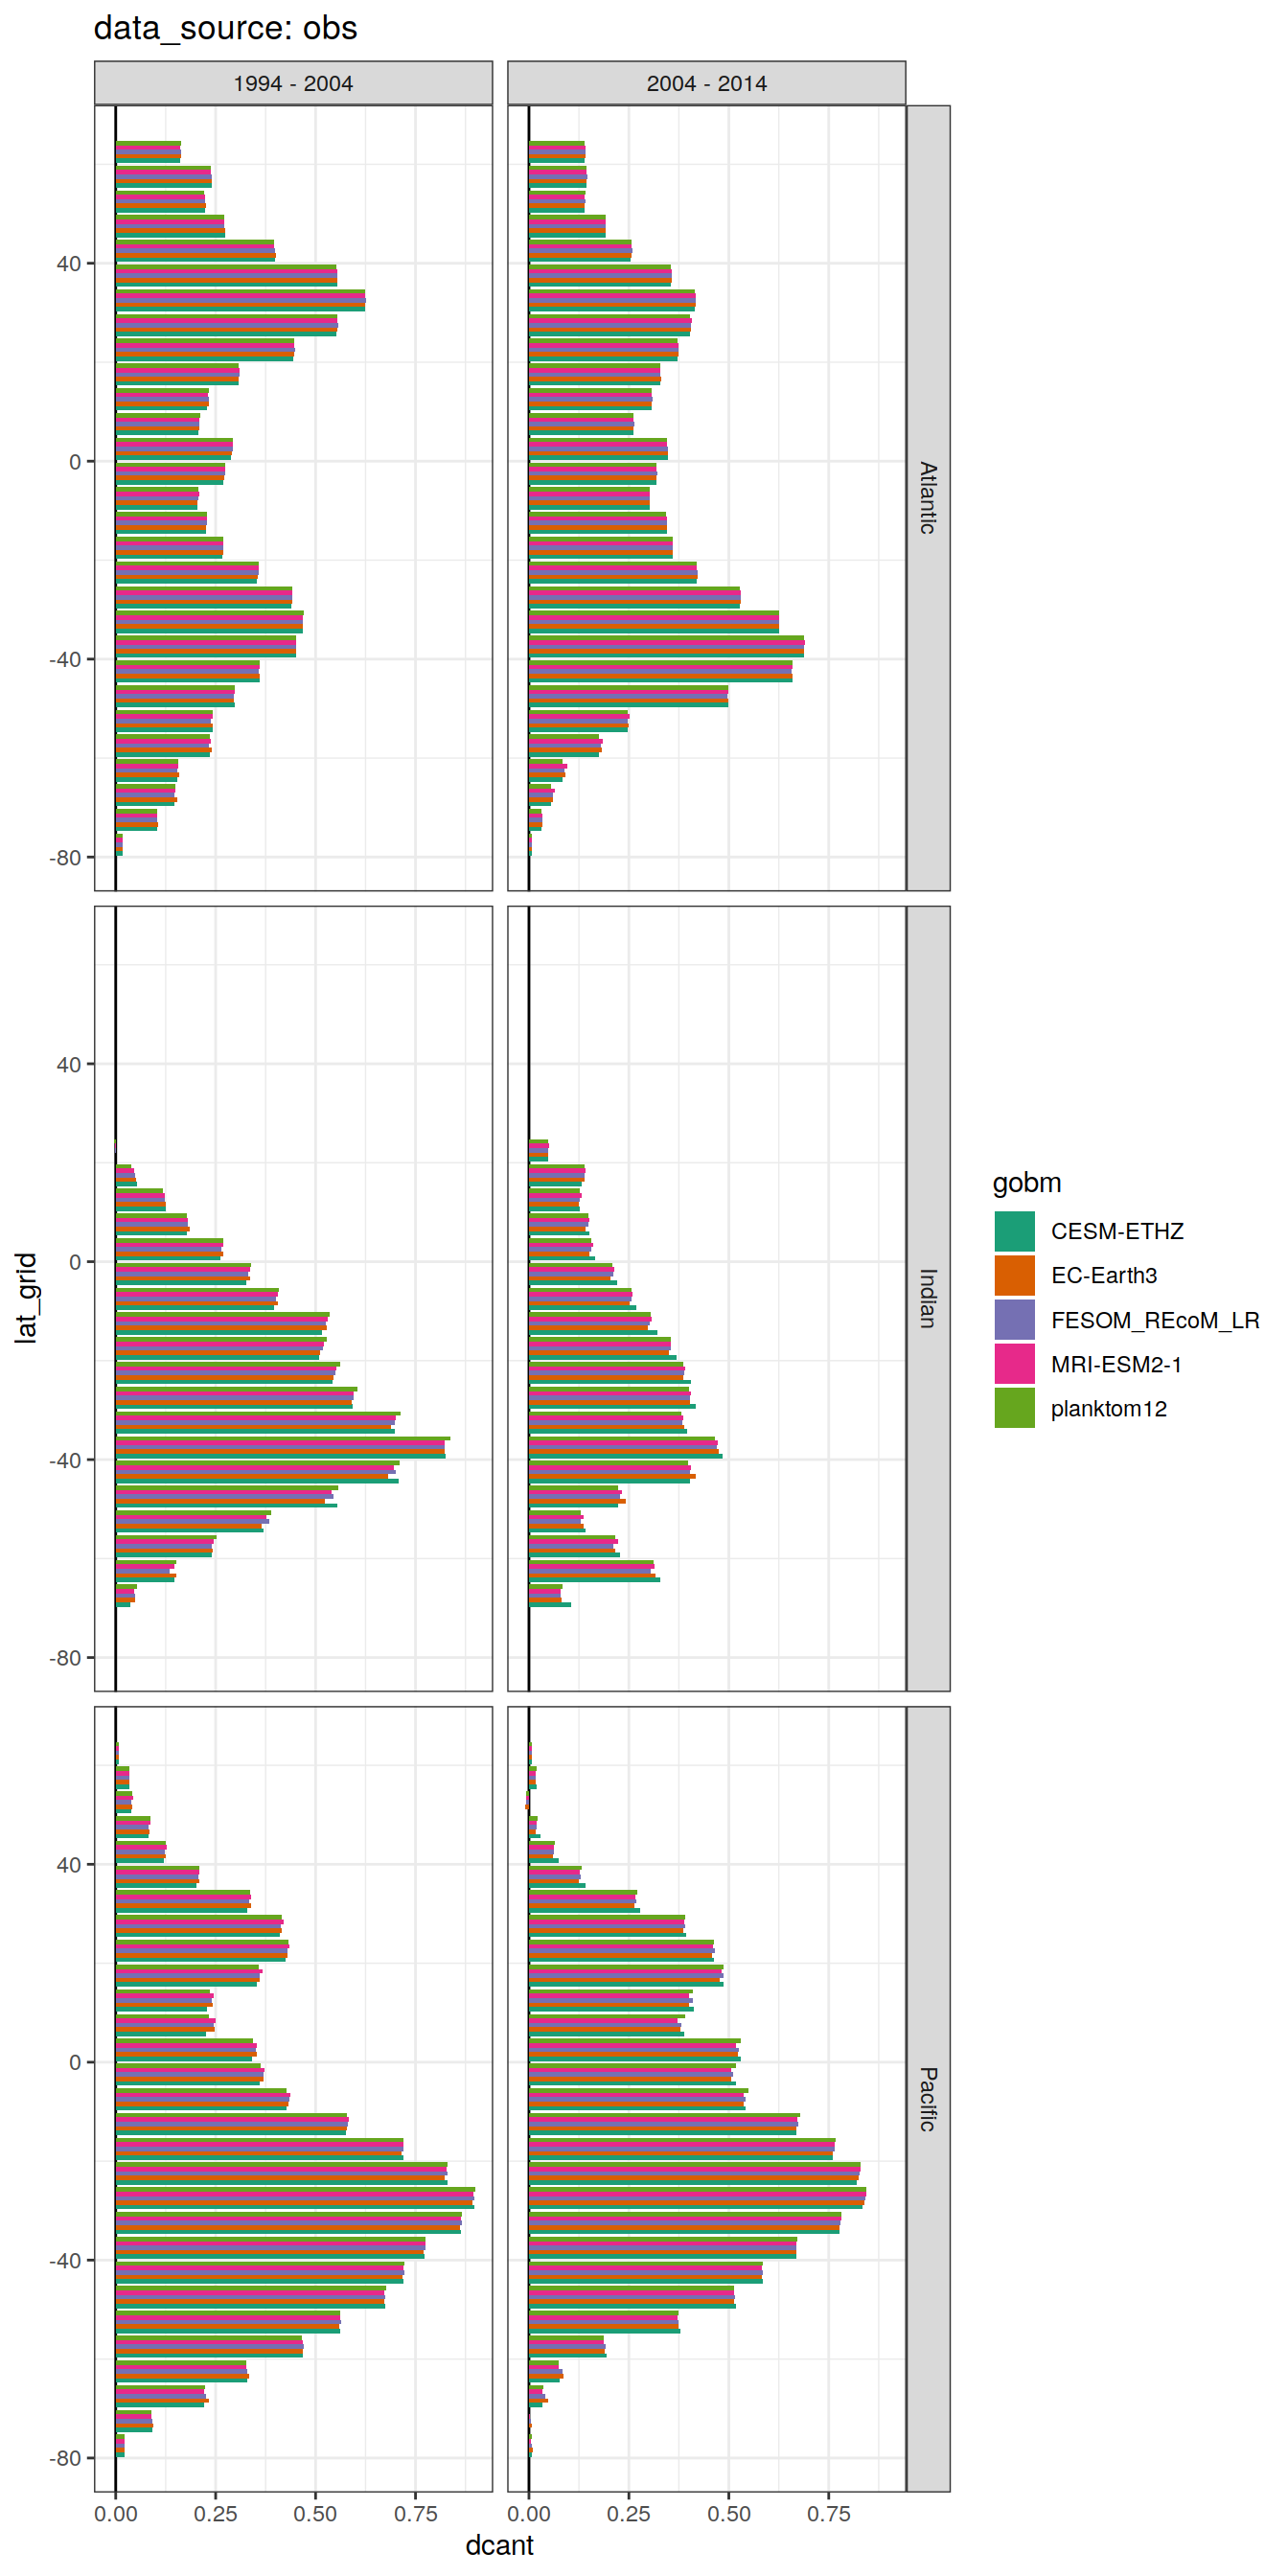 data_source: obs
1994 - 2004
2004 - 2014
40
0
-40
-80
Atlantic
40
0
-40
-80
Indian
40
0
-40
-80
Pacific
lat_grid
0.00 0.25 0.50 0.75
0.00 0.25 0.50 0.75
dcant
gobm
CESM-ETHZ
EC-Earth3
FESOM_REcoM_LR
MRI-ESM2-1
planktom12